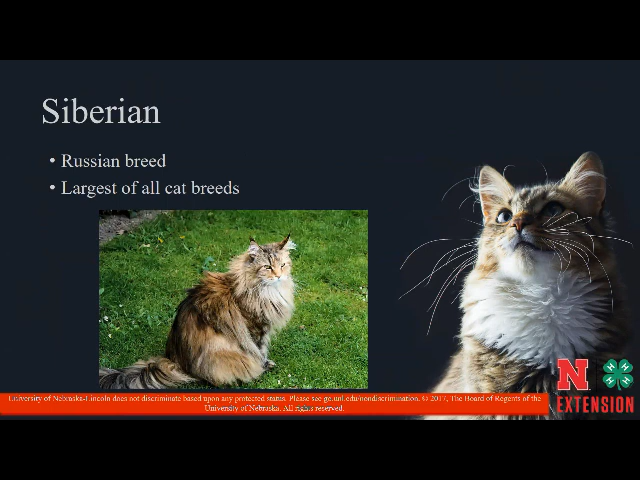 Siberian
• Russian breed
• Largest of all cat breeds
University of Nebraska-Lincoln does not discriminate based upon any protected status. Please see go.unl.edu/nondiscrimination. © 2017, The Board of Regents of the
University of Nebraska. All rights reserved.
N
H H H H
EXTENSION